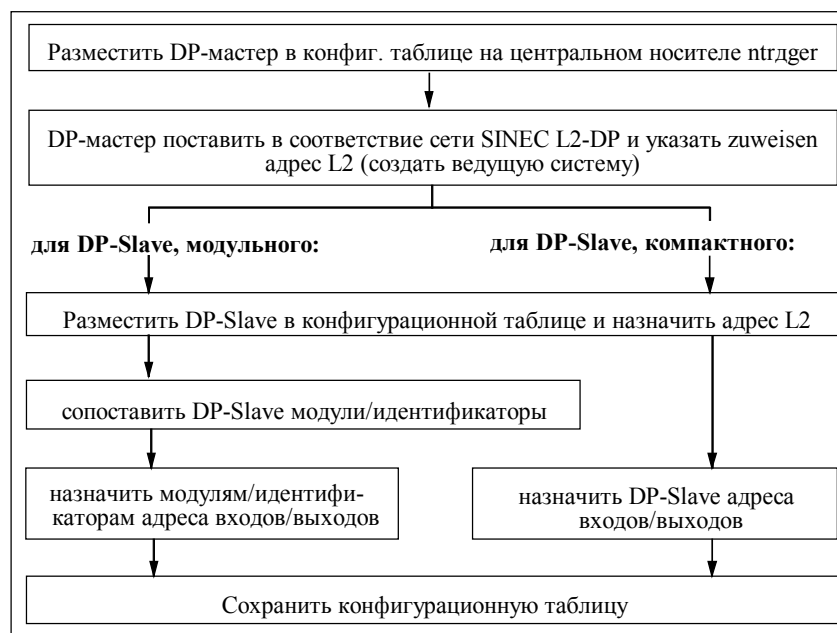 Разместить DP-мастер в конфиг. таблице на центральном носителе ntrдger
DP-мастер поставить в соответствие сети SINEC L2-DP и указать zuweisen
адрес L2 (создать ведущую систему)
для DP-Slave, модульного:
для DP-Slave, компактного:
Разместить DP-Slave в конфигурационной таблице и назначить адрес L2
сопоставить DP-Slave модули/идентификаторы
назначить модулям/идентифи-
каторам адреса входов/выходов
назначить DP-Slave адреса
входов/выходов
Сохранить конфигурационную таблицу